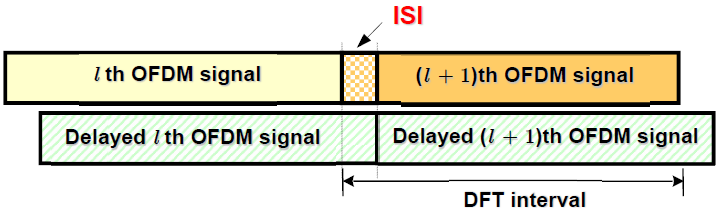 ISI
l th OFDM signal
(l + 1)th OFDM signal
Delayed l th OFDM signal
Delayed (l + 1)th OFDM signal
DFT interval